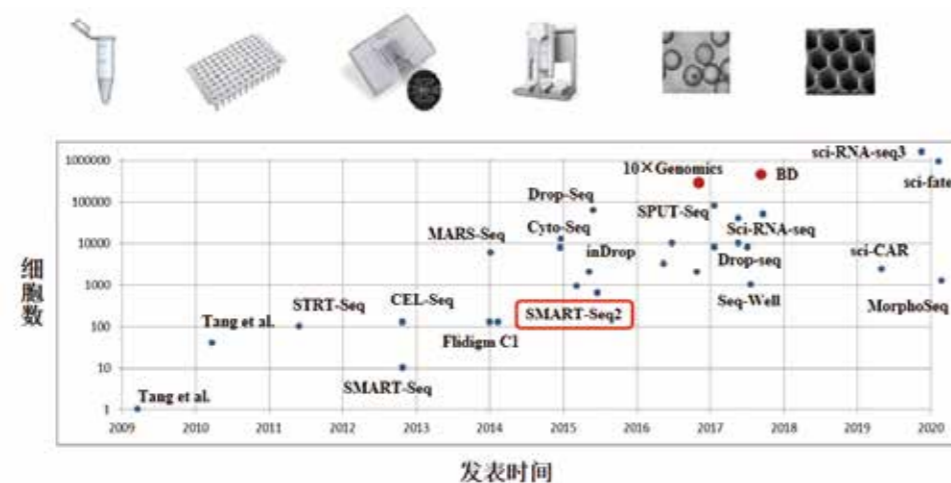 1000000
100000
10000
1000
100
10
1
细胞数
sci-RNA-seq3
10×Genomics
BD
sci-fate
Drop-Seq
SPUT-Seq
MARS-Seq
Cyto-Seq
Sci-RNA-seq
inDrop
Drop-seq
sci-CAR
STRT-Seq
CEL-Seq
Seq-Well
MorphoSeq
SMART-Seq2
Tang et al.
Flidigm C1
SMART-Seq
Tang et al.
2009 2010 2011 2012 2013 2014 2015 2016 2017 2018 2019 2020
发表时间